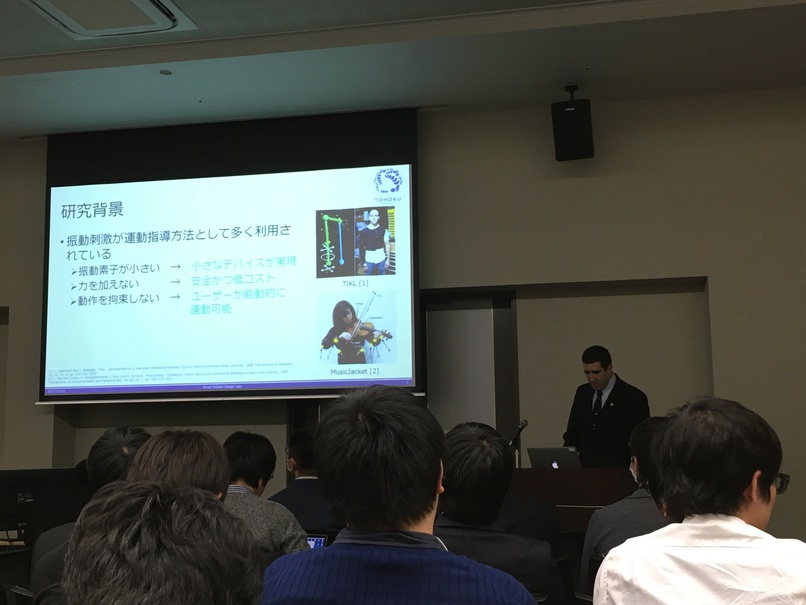 研究背景
TOHOKU
• 振動刺激が運動指導方法として多く利用さ
れている
➢振動素子が小さい → 小さなデバイスが実現
➢力を加えない → 安全かつ低コスト
➢動作を拘束しない → ユーザーが能動的に
運動可能
TIKL [1]
MusicJacket [2]